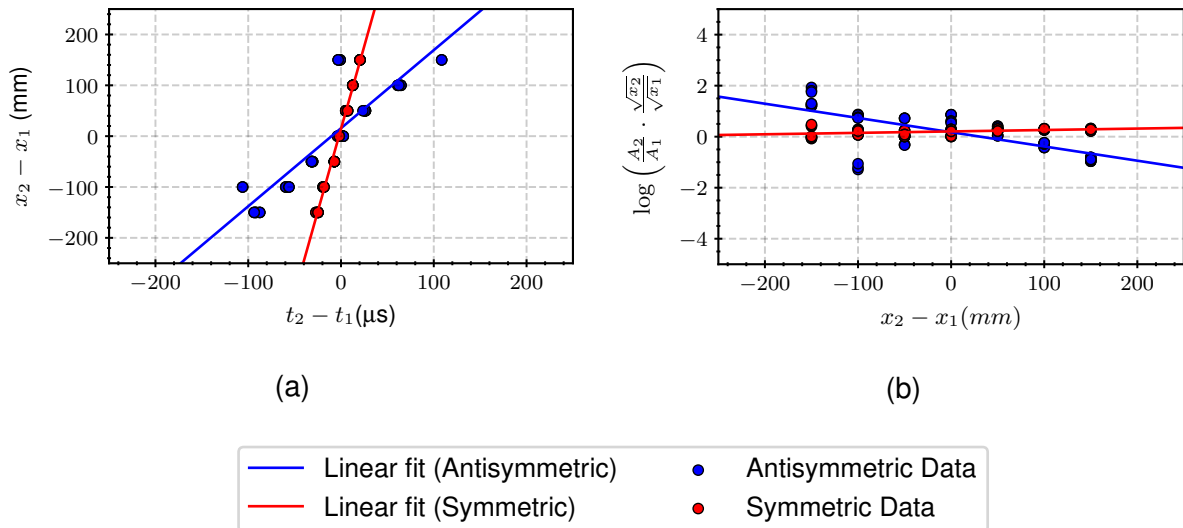 200
100
0
−100
−200
x₂ − x₁ (mm)
−200 −100 0 100 200
t₂ − t₁(µs)
(a)
4
2
0
−2
−4
log (A₂/A₁ · √x₂/√x₁)
−200 −100 0 100 200
x₂ − x₁(mm)
(b)
Linear fit (Antisymmetric)
Linear fit (Symmetric)
Antisymmetric Data
Symmetric Data